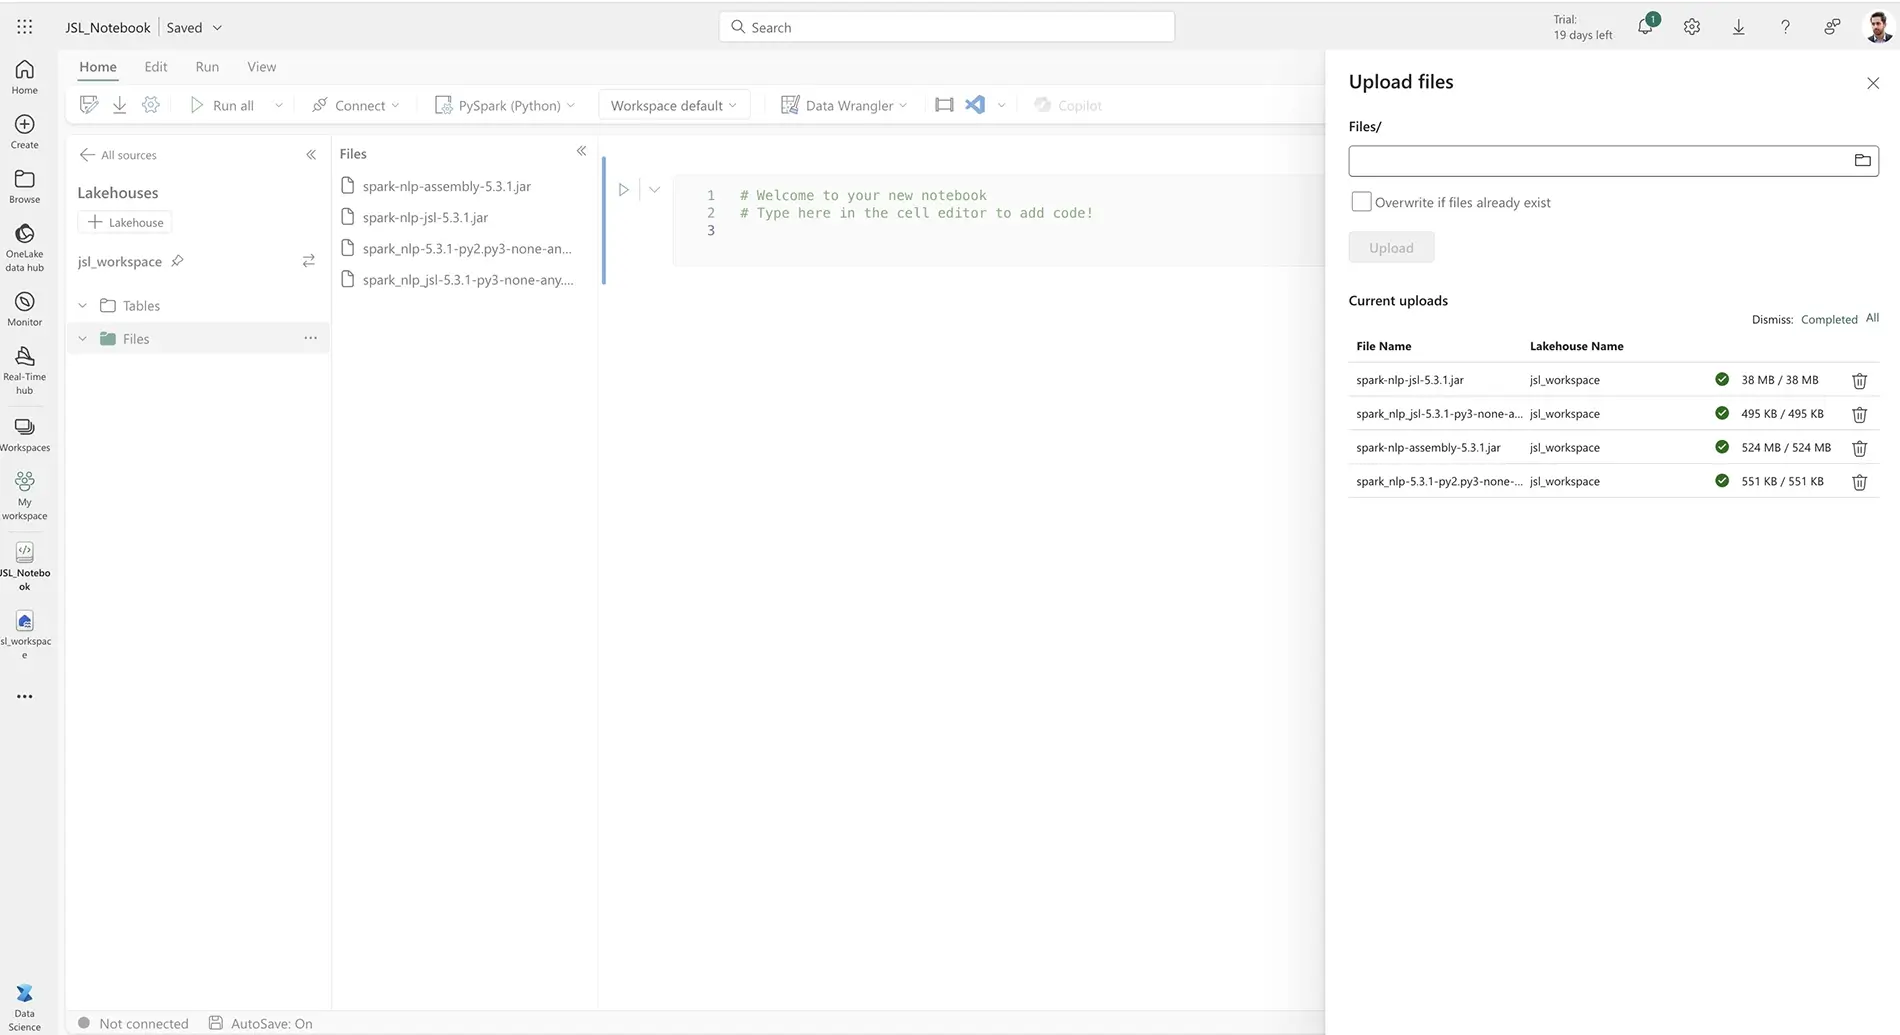 JSL_Notebook
Saved
Search
Trial:
19 days left
1
Home
Create
Browse
OneLake
data hub
Monitor
Real-Time
hub
Workspaces
My
workspace
JSL_Notebo
ok
sl_workspac
e
Data
Science
Home Edit Run View
Run all
Connect
PySpark (Python)
Workspace default
Data Wrangler
Copilot
All sources
Lakehouses
Lakehouse
jsl_workspace
Tables
Files
Files
spark-nlp-assembly-5.3.1.jar
spark-nlp-jsl-5.3.1.jar
spark_nlp-5.3.1-py2.py3-none-an...
spark_nlp_jsl-5.3.1-py3-none-any....
1 # Welcome to your new notebook
2 # Type here in the cell editor to add code!
3
Not connected
AutoSave: On
Upload files
Files/
Overwrite if files already exist
Upload
Current uploads
Dismiss: Completed All
File Name Lakehouse Name
spark-nlp-jsl-5.3.1.jar jsl_workspace 38 MB / 38 MB
spark_nlp_jsl-5.3.1-py3-none-a... jsl_workspace 495 KB / 495 KB
spark-nlp-assembly-5.3.1.jar jsl_workspace 524 MB / 524 MB
spark_nlp-5.3.1-py2.py3-none-... jsl_workspace 551 KB / 551 KB